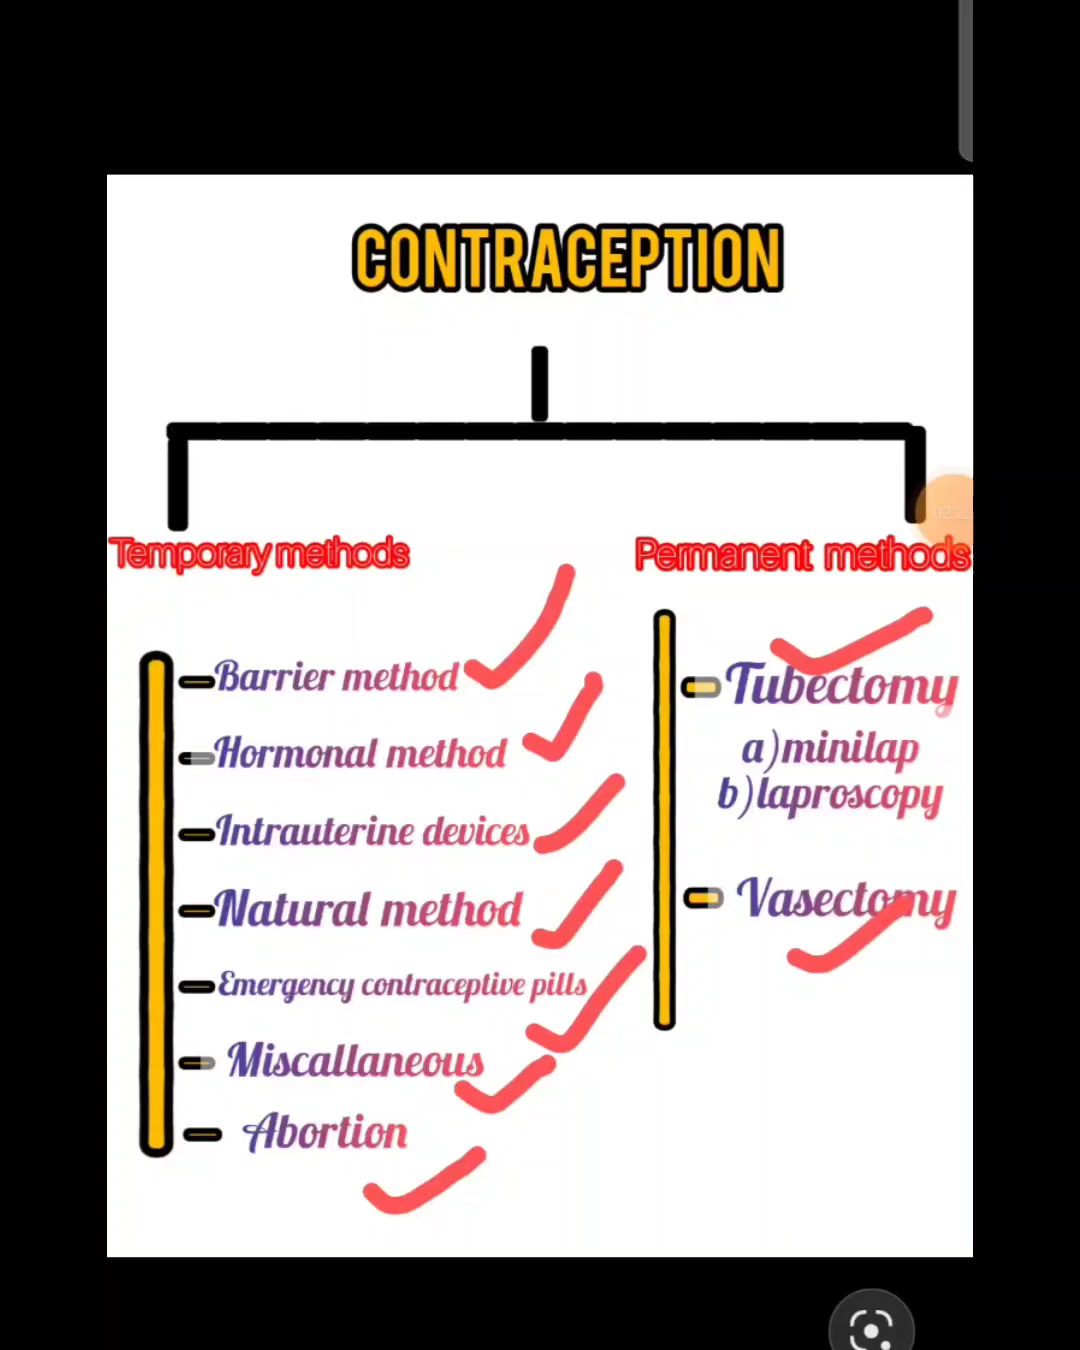 CONTRACEPTION
Temporary methods
Barrier method
Hormonal method
Intrauterine devices
Natural method
Emergency contraceptive pills
Miscallaneous
Abortion
Permanent methods
Tubectomy
a)minilap
b)laproscopy
Vasectomy